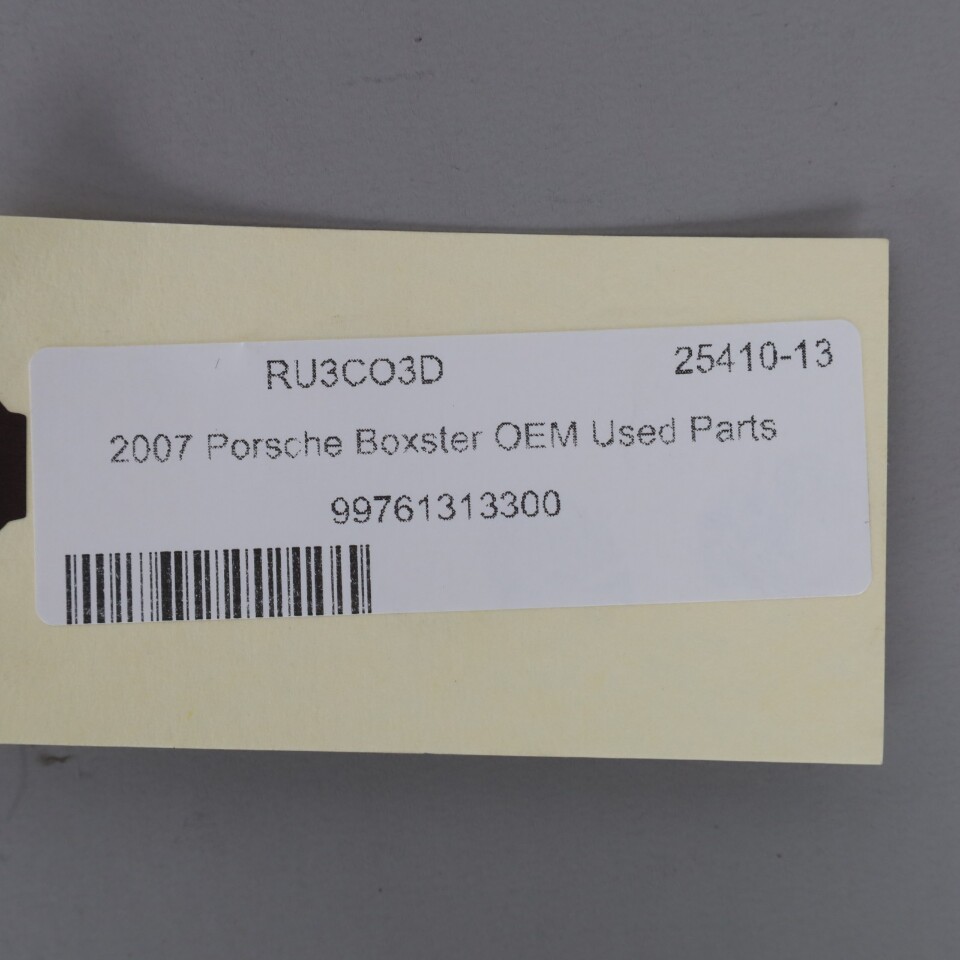 RU3CO3D 25410-13
2007 Porsche Boxster OEM Used Parts
99761313300